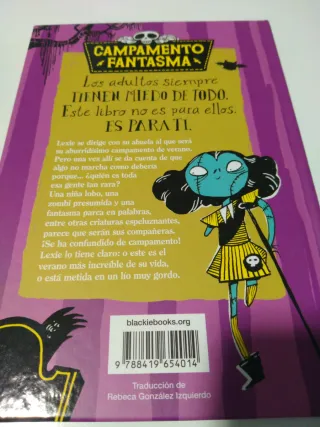 CAMPAMENTO
FANTASMA
Los adultos siempre
TIENEN MIEDO DE TODO.
Este libro no es para ellos.
ES PARA TI.
Lexie se dirige con su abuela al que será
su aburridísimo campamento de verano.
Pero una vez allí se da cuenta de que
algo no marcha como debería
porque... ¿quién es toda
esa gente tan rara?
Una niña lobo, una
zombi presumida y una
fantasma parca en palabras,
entre otras criaturas espeluznantes,
parece que serán sus compañeras.
¡Se ha confundido de campamento!
Lexie lo tiene claro: o este es el
verano más increíble de su vida,
o está metida en un lío muy gordo.
blackiebooks.org
9 788419 654014
Traducción de
Rebeca González Izquierdo